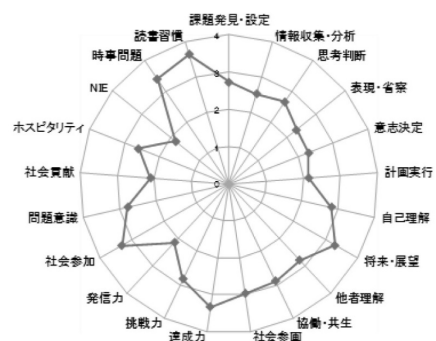 課題発見・設定
情報収集・分析
思考判断
表現・省察
意志決定
計画実行
自己理解
将来・展望
他者理解
協働・共生
社会参画
達成力
挑戦力
発信力
社会参加
問題意識
社会貢献
ホスピタリティ
NIE
時事問題
読書習慣
4
3
2
1
0